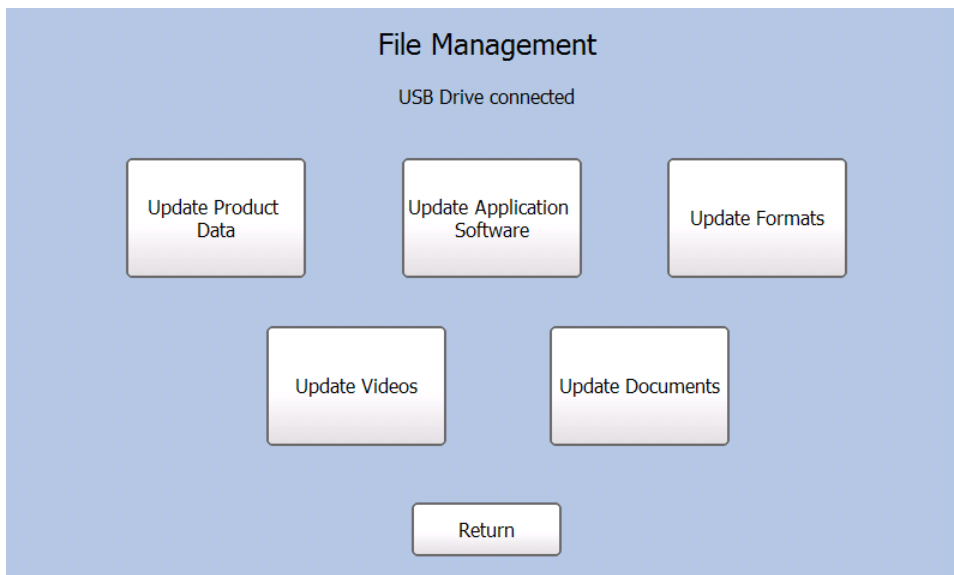 File Management
USB Drive connected
Update Product
Data
Update Application
Software
Update Formats
Update Videos
Update Documents
Return